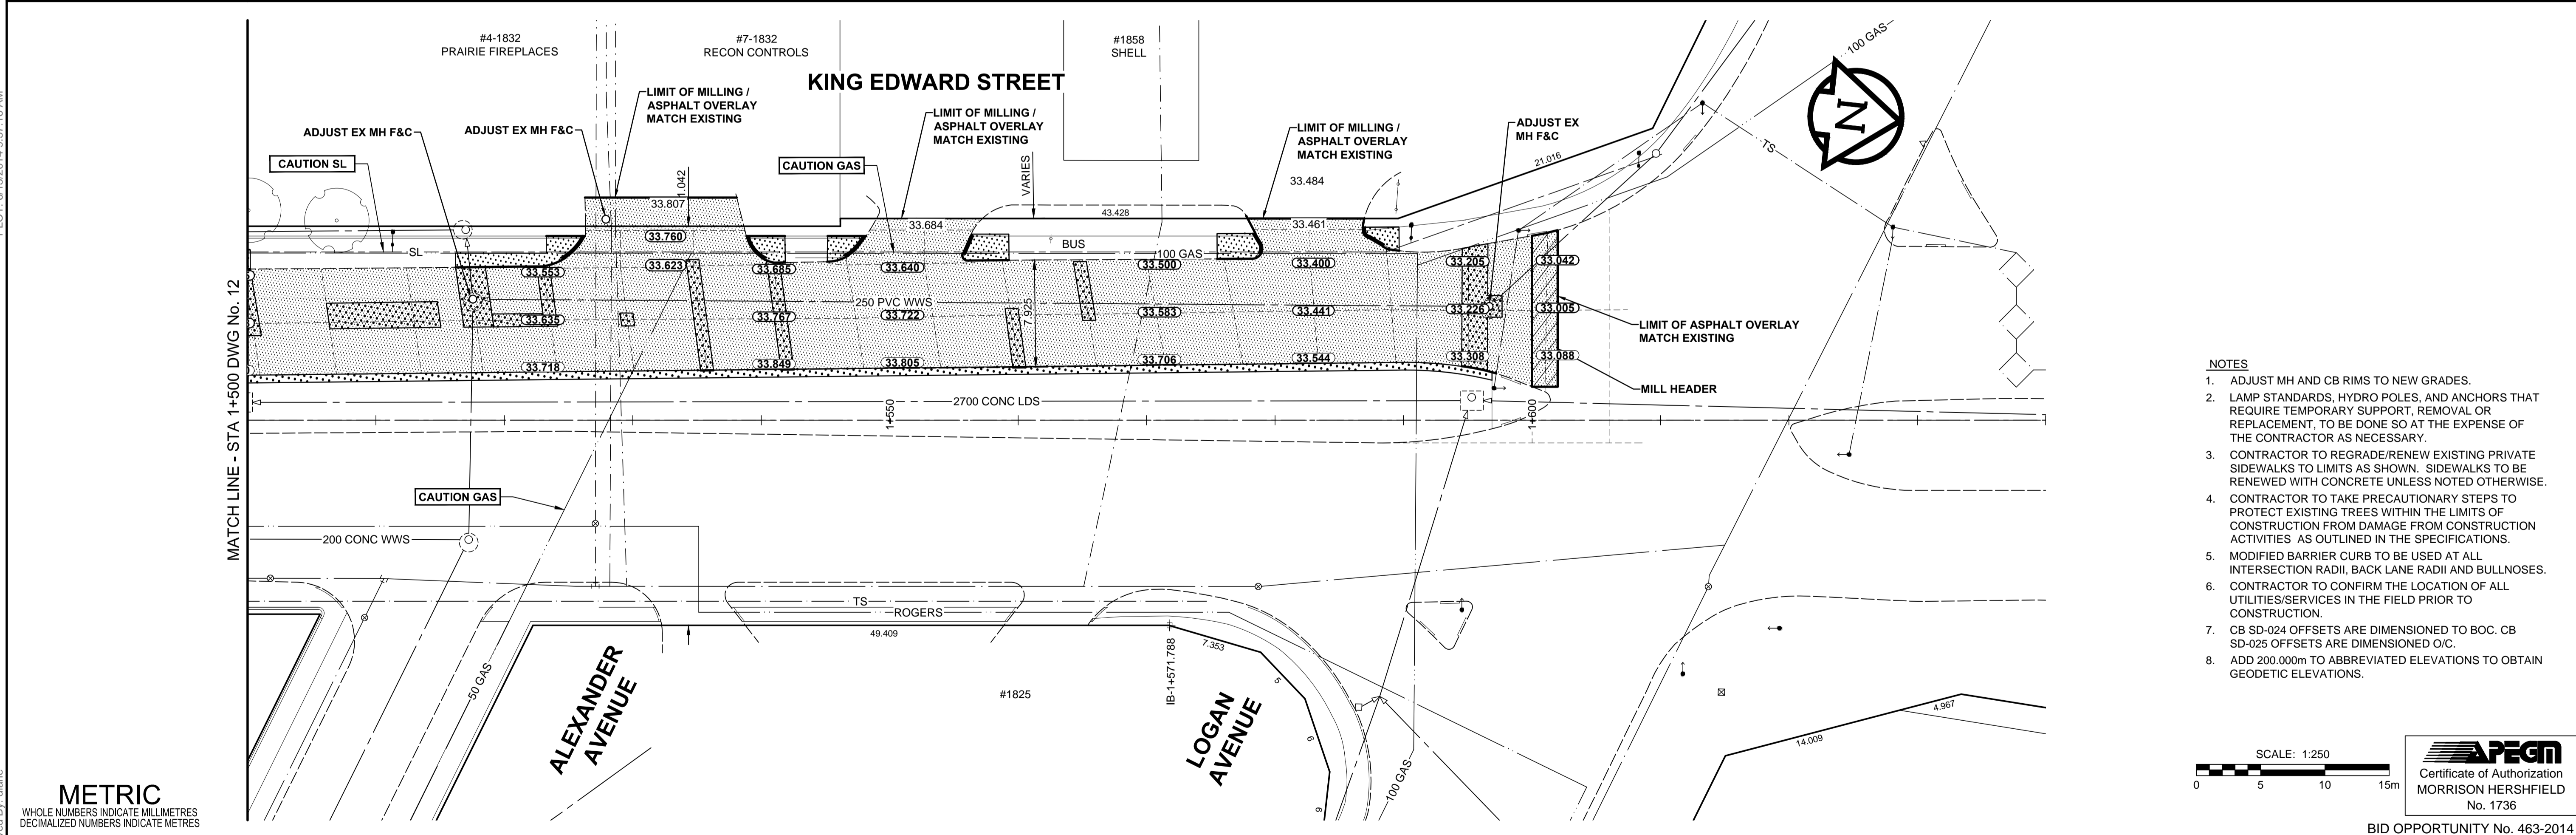 #4-1832
PRAIRIE FIREPLACES
#7-1832
RECON CONTROLS
#1858
SHELL
KING EDWARD STREET
100 GAS
N
TS
LIMIT OF MILLING /
ASPHALT OVERLAY
MATCH EXISTING
LIMIT OF MILLING /
ASPHALT OVERLAY
MATCH EXISTING
LIMIT OF MILLING /
ASPHALT OVERLAY
MATCH EXISTING
ADJUST EX MH F&C
ADJUST EX MH F&C
ADJUST EX
MH F&C
CAUTION SL
CAUTION GAS
1.042
VARIES
21.016
33.484
33.807
43.428
33.684
33.461
33.760
BUS
SL
100 GAS
33.553
33.623
33.685
33.640
33.500
33.400
33.205
33.042
250 PVC WWS
7.925
33.635
33.767
33.722
33.583
33.441
33.226
33.005
33.718
33.849
33.805
33.706
33.544
33.308
33.088
LIMIT OF ASPHALT OVERLAY
MATCH EXISTING
MILL HEADER
MATCH LINE - STA 1+500 DWG No. 12
2700 CONC LDS
1+550
1+600
CAUTION GAS
200 CONC WWS
TS
ROGERS
49.409
50 GAS
ALEXANDER
AVENUE
#1825
IB-1+571.788
7.353
5
6
9
LOGAN
AVENUE
100 GAS
14.009
4.967
NOTES
1. ADJUST MH AND CB RIMS TO NEW GRADES.
2. LAMP STANDARDS, HYDRO POLES, AND ANCHORS THAT
REQUIRE TEMPORARY SUPPORT, REMOVAL OR
REPLACEMENT, TO BE DONE SO AT THE EXPENSE OF
THE CONTRACTOR AS NECESSARY.
3. CONTRACTOR TO REGRADE/RENEW EXISTING PRIVATE
SIDEWALKS TO LIMITS AS SHOWN. SIDEWALKS TO BE
RENEWED WITH CONCRETE UNLESS NOTED OTHERWISE.
4. CONTRACTOR TO TAKE PRECAUTIONARY STEPS TO
PROTECT EXISTING TREES WITHIN THE LIMITS OF
CONSTRUCTION FROM DAMAGE FROM CONSTRUCTION
ACTIVITIES AS OUTLINED IN THE SPECIFICATIONS.
5. MODIFIED BARRIER CURB TO BE USED AT ALL
INTERSECTION RADII, BACK LANE RADII AND BULLNOSES.
6. CONTRACTOR TO CONFIRM THE LOCATION OF ALL
UTILITIES/SERVICES IN THE FIELD PRIOR TO
CONSTRUCTION.
7. CB SD-024 OFFSETS ARE DIMENSIONED TO BOC. CB
SD-025 OFFSETS ARE DIMENSIONED O/C.
8. ADD 200.000m TO ABBREVIATED ELEVATIONS TO OBTAIN
GEODETIC ELEVATIONS.
SCALE: 1:250
0 5 10 15m
APEGM
Certificate of Authorization
MORRISON HERSHFIELD
No. 1736
METRIC
WHOLE NUMBERS INDICATE MILLIMETRES
DECIMALIZED NUMBERS INDICATE METRES
BID OPPORTUNITY No. 463-2014